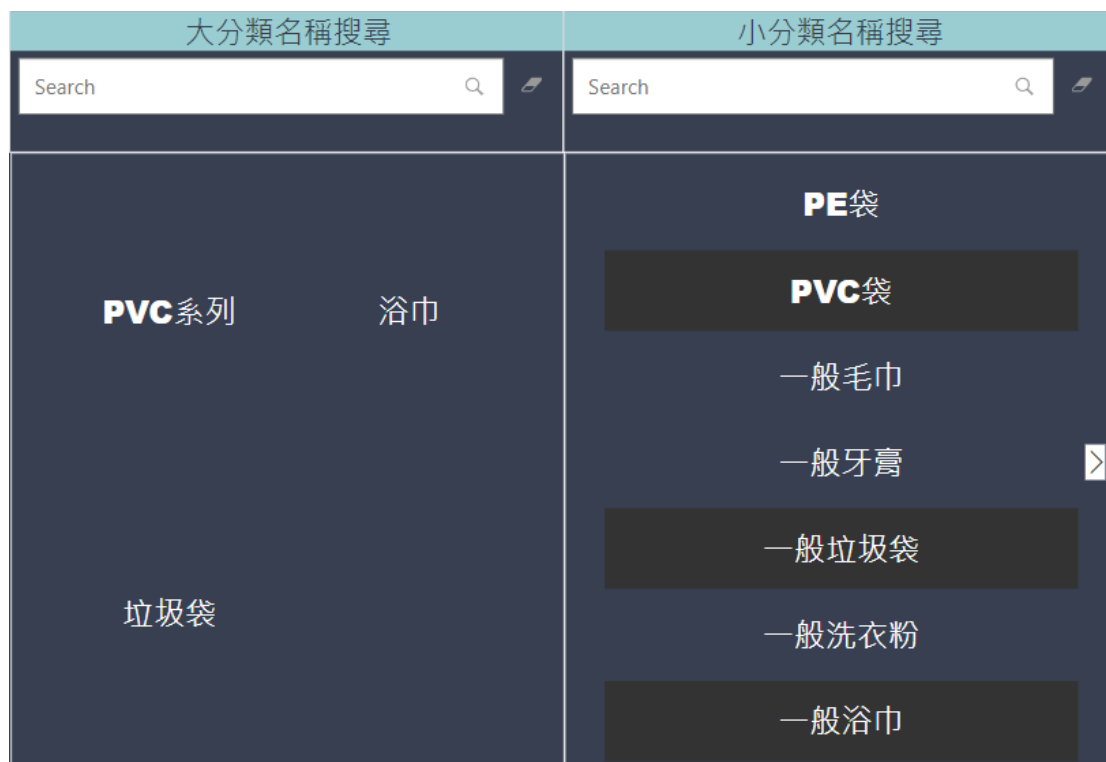 大分類名稱搜尋
Search
PVC系列
浴巾
垃圾袋
小分類名稱搜尋
Search
PE袋
PVC袋
一般毛巾
一般牙膏
一般垃圾袋
一般洗衣粉
一般浴巾